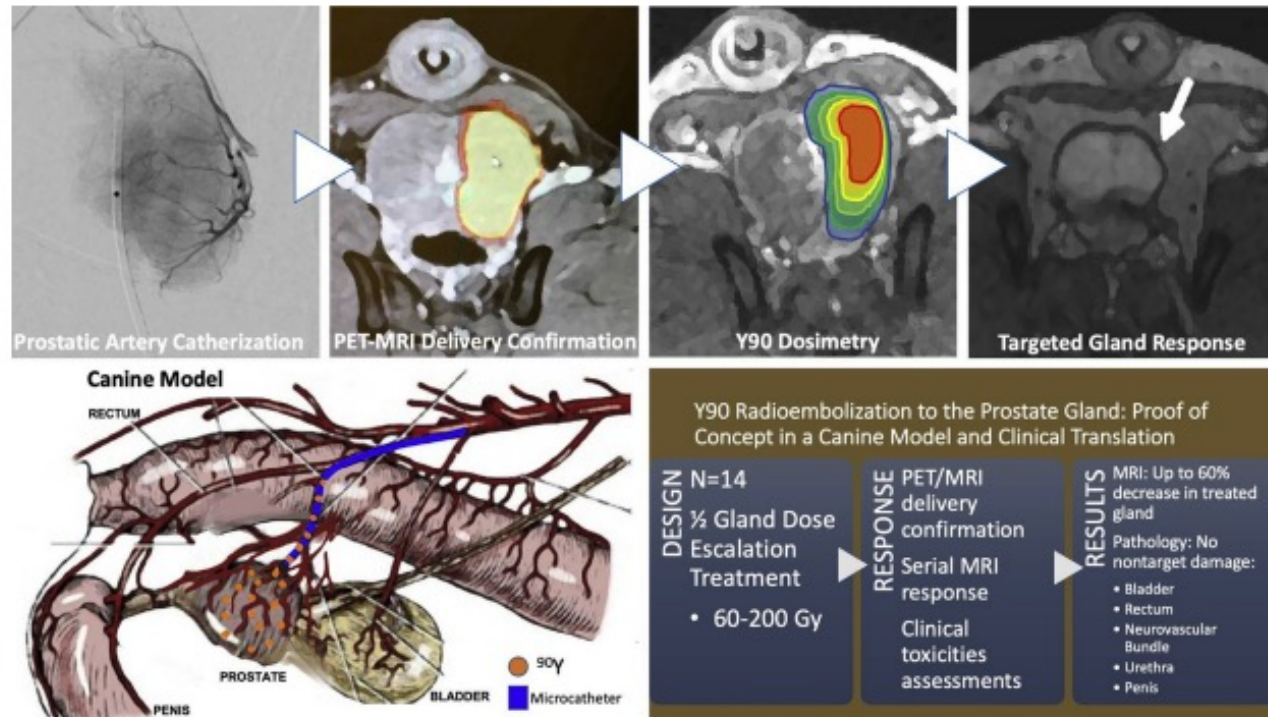 Prostatic Artery Catherization
PET-MRI Delivery Confirmation
Y90 Dosimetry
Targeted Gland Response
Canine Model
RECTUM
PROSTATE
BLADDER
PENIS
90Y
Microcatheter
Y90 Radioembolization to the Prostate Gland: Proof of
Concept in a Canine Model and Clinical Translation
DESIGN
N=14
½ Gland Dose
Escalation
Treatment
• 60-200 Gy
RESPONSE
PET/MRI
delivery
confirmation
Serial MRI
response
Clinical
toxicities
assessments
RESULTS
MRI: Up to 60%
decrease in treated
gland
Pathology: No
nontarget damage:
• Bladder
• Rectum
• Neurovascular
Bundle
• Urethra
• Penis